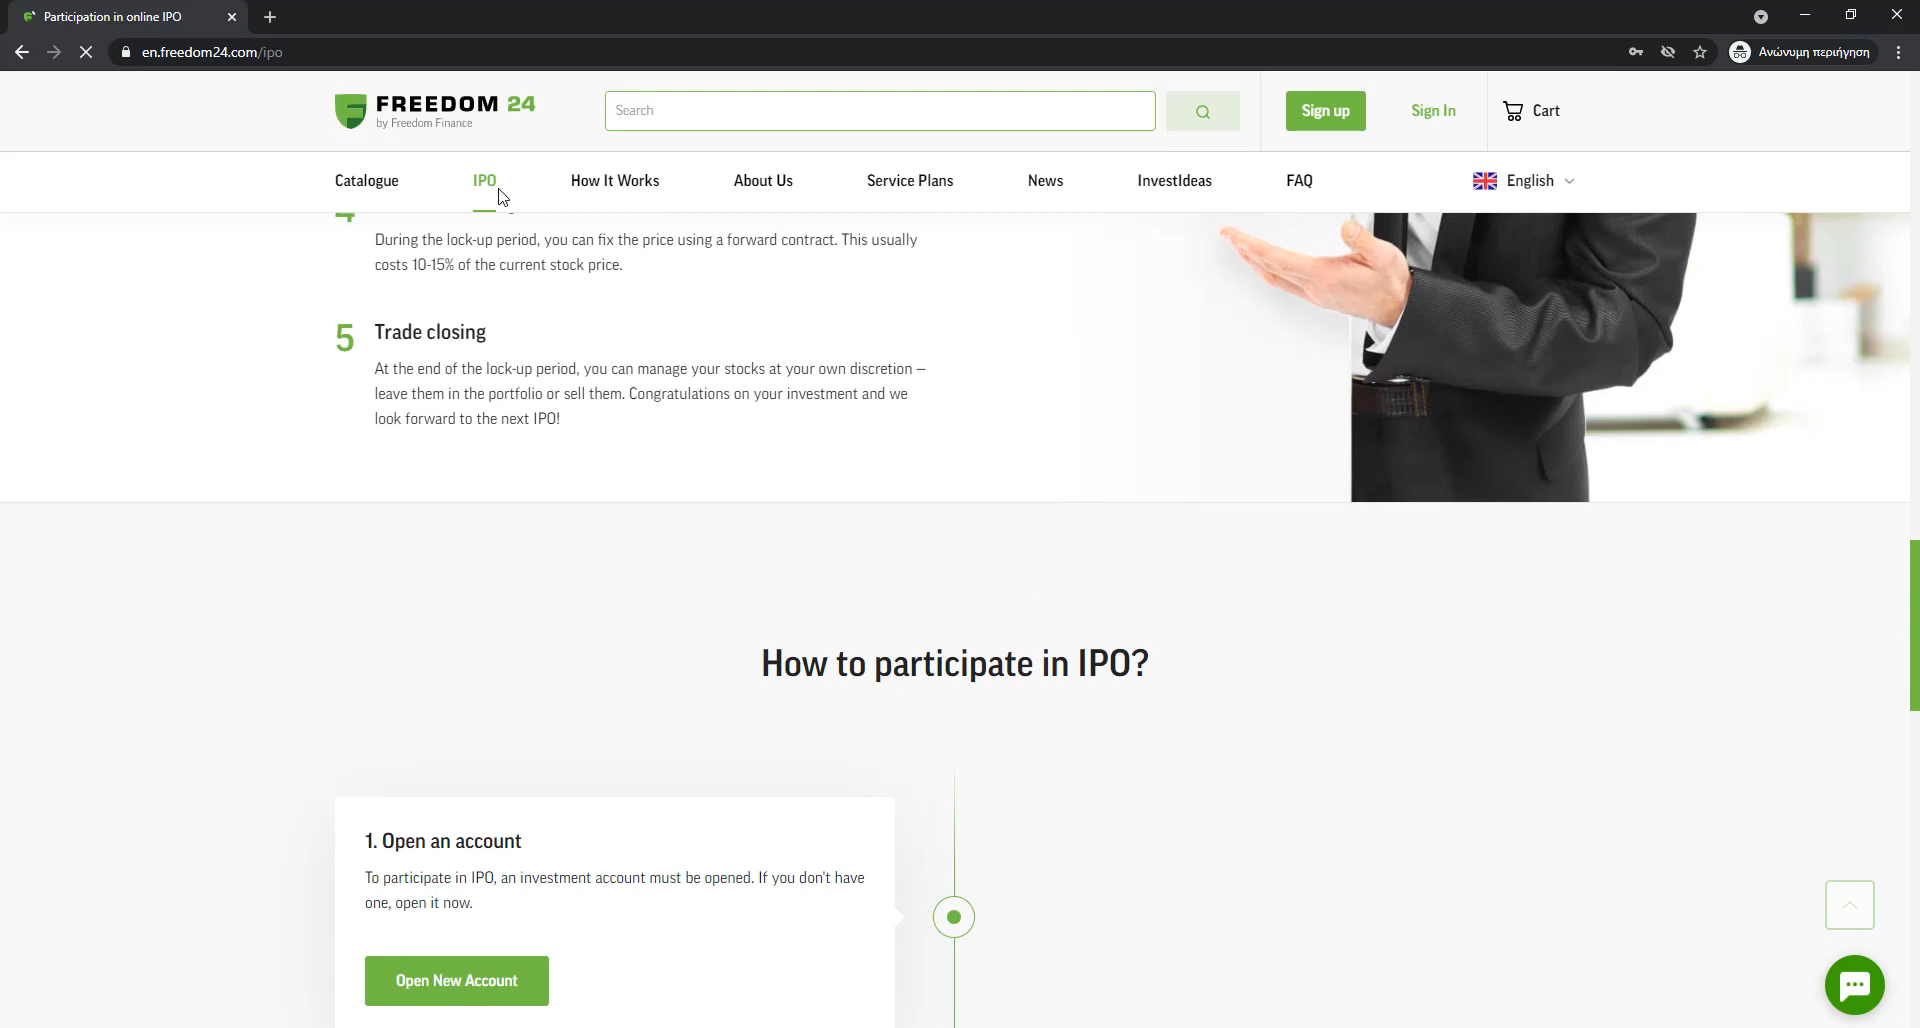 Participation in online IPO
en.freedom24.com/ipo
Ανώνυμη περιήγηση
FREEDOM 24
by Freedom Finance
Search
Sign up
Sign In
Cart
Catalogue
IPO
How It Works
About Us
Service Plans
News
InvestIdeas
FAQ
English
4
During the lock-up period, you can fix the price using a forward contract. This usually
costs 10-15% of the current stock price.
5 Trade closing
At the end of the lock-up period, you can manage your stocks at your own discretion –
leave them in the portfolio or sell them. Congratulations on your investment and we
look forward to the next IPO!
How to participate in IPO?
1. Open an account
To participate in IPO, an investment account must be opened. If you don't have
one, open it now.
Open New Account